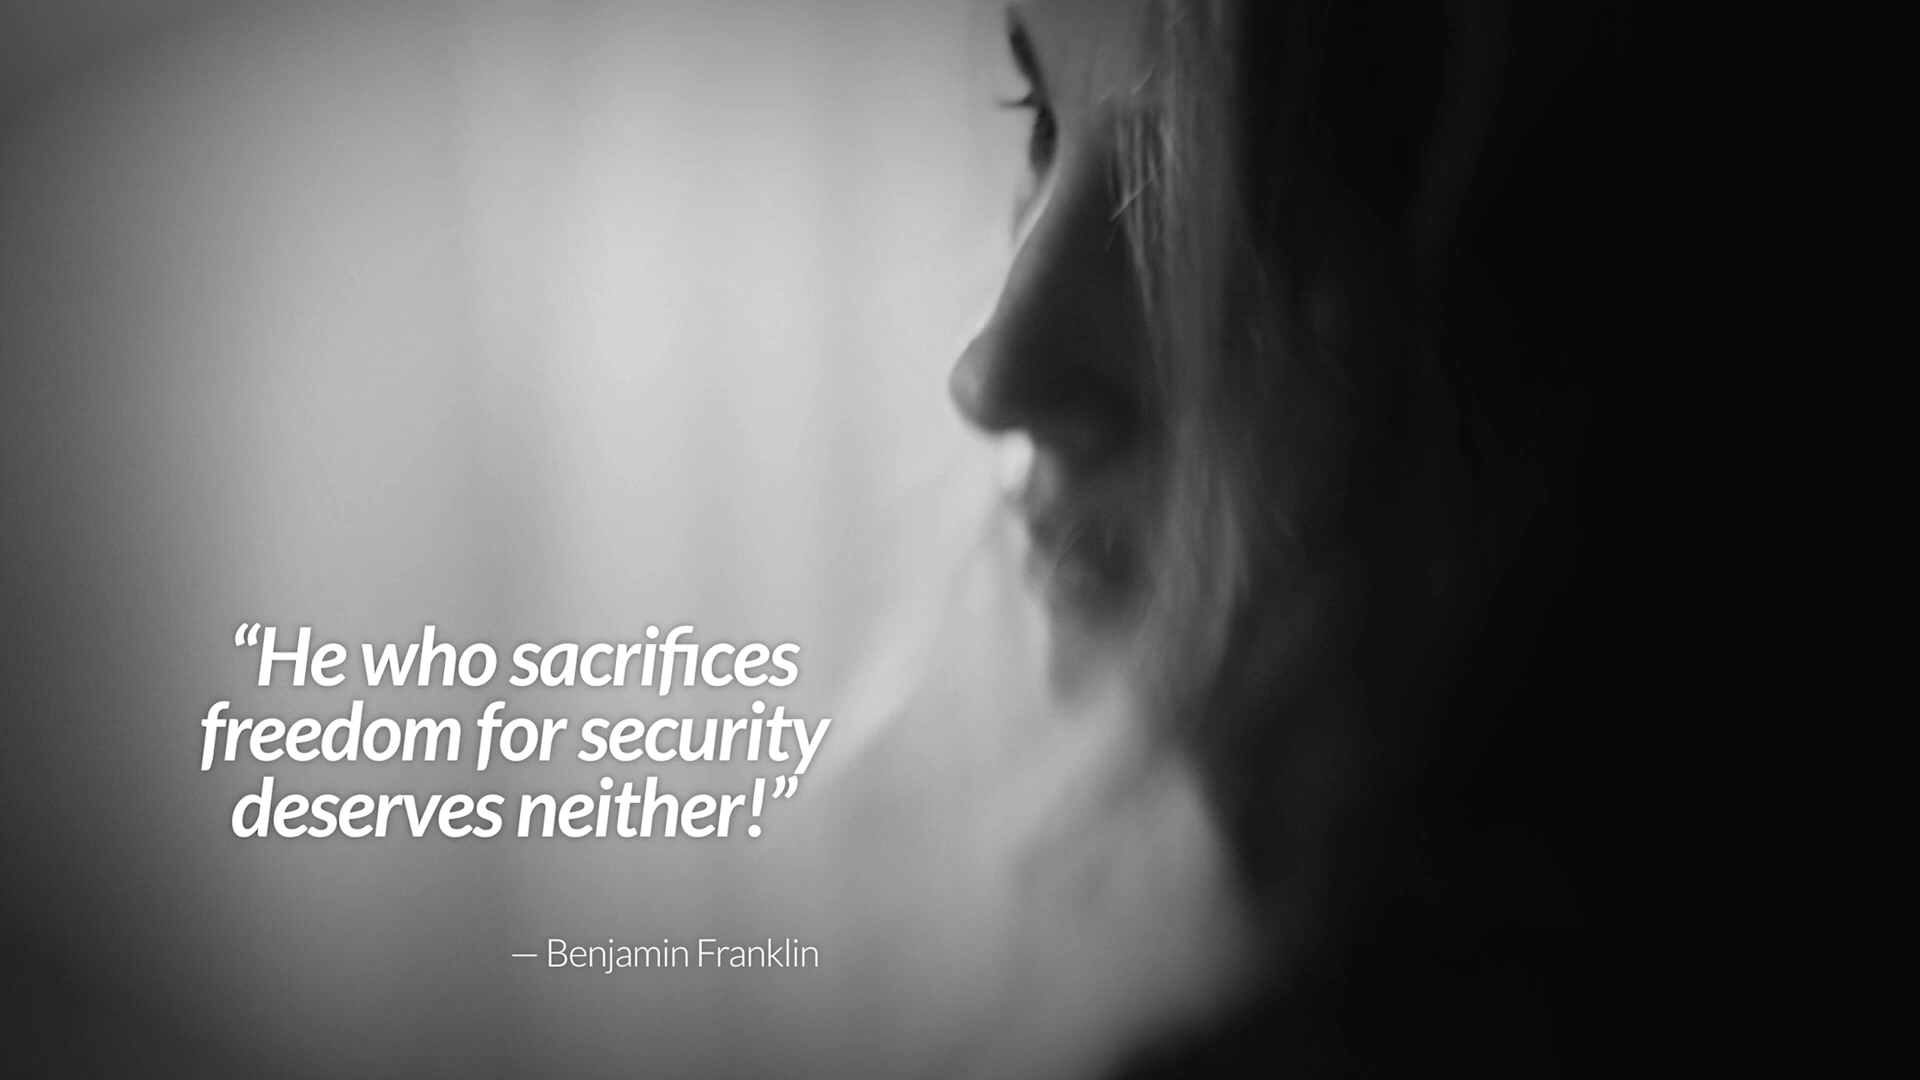 “He who sacrifices
freedom for security
deserves neither!”
— Benjamin Franklin